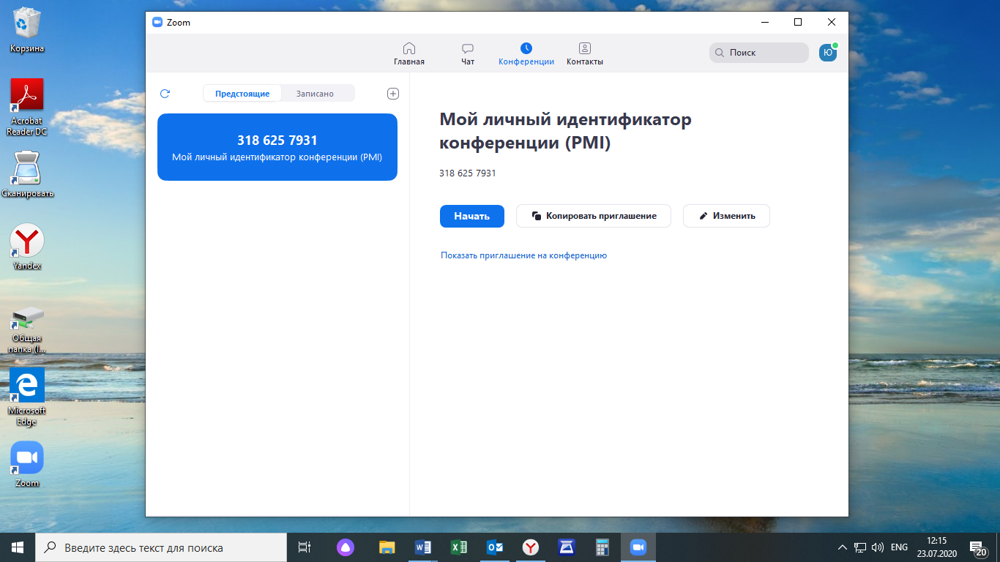 Корзина
Acrobat
Reader DC
Сканировать
Yandex
Общая
папка (I...
Microsoft
Edge
Zoom
Zoom
Главная
Чат
Конференции
Контакты
Поиск
Ю
Предстоящие
Записано
318 625 7931
Мой личный идентификатор конференции (PMI)
Мой личный идентификатор
конференции (PMI)
318 625 7931
Начать
Копировать приглашение
Изменить
Показать приглашение на конференцию
Введите здесь текст для поиска
ENG
12:15
23.07.2020
20